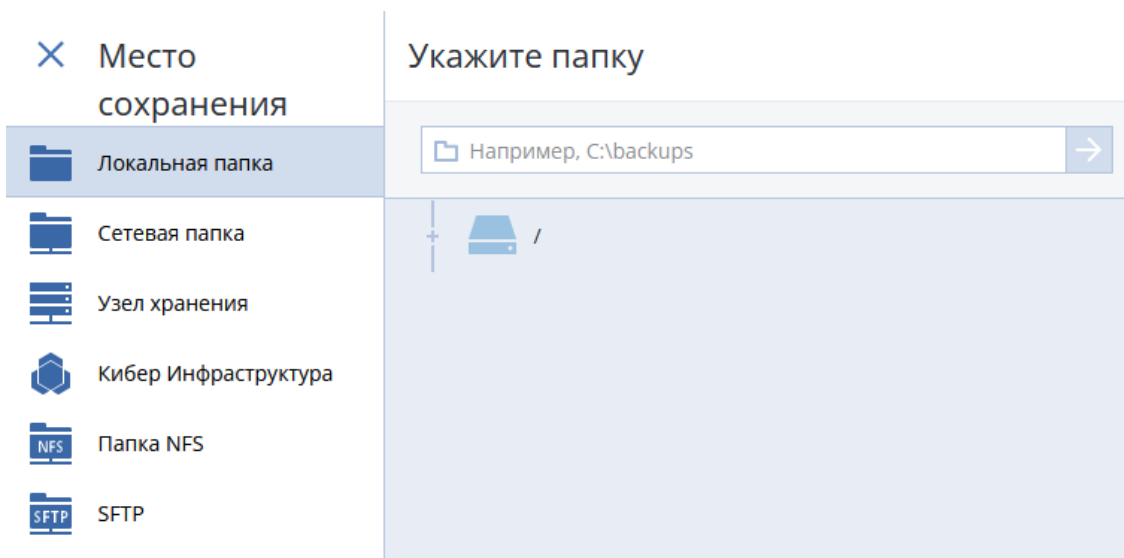 Место
сохранения
Локальная папка
Сетевая папка
Узел хранения
Кибер Инфраструктура
NFS
Папка NFS
SFTP
SFTP
Укажите папку
Например, C:\backups
/